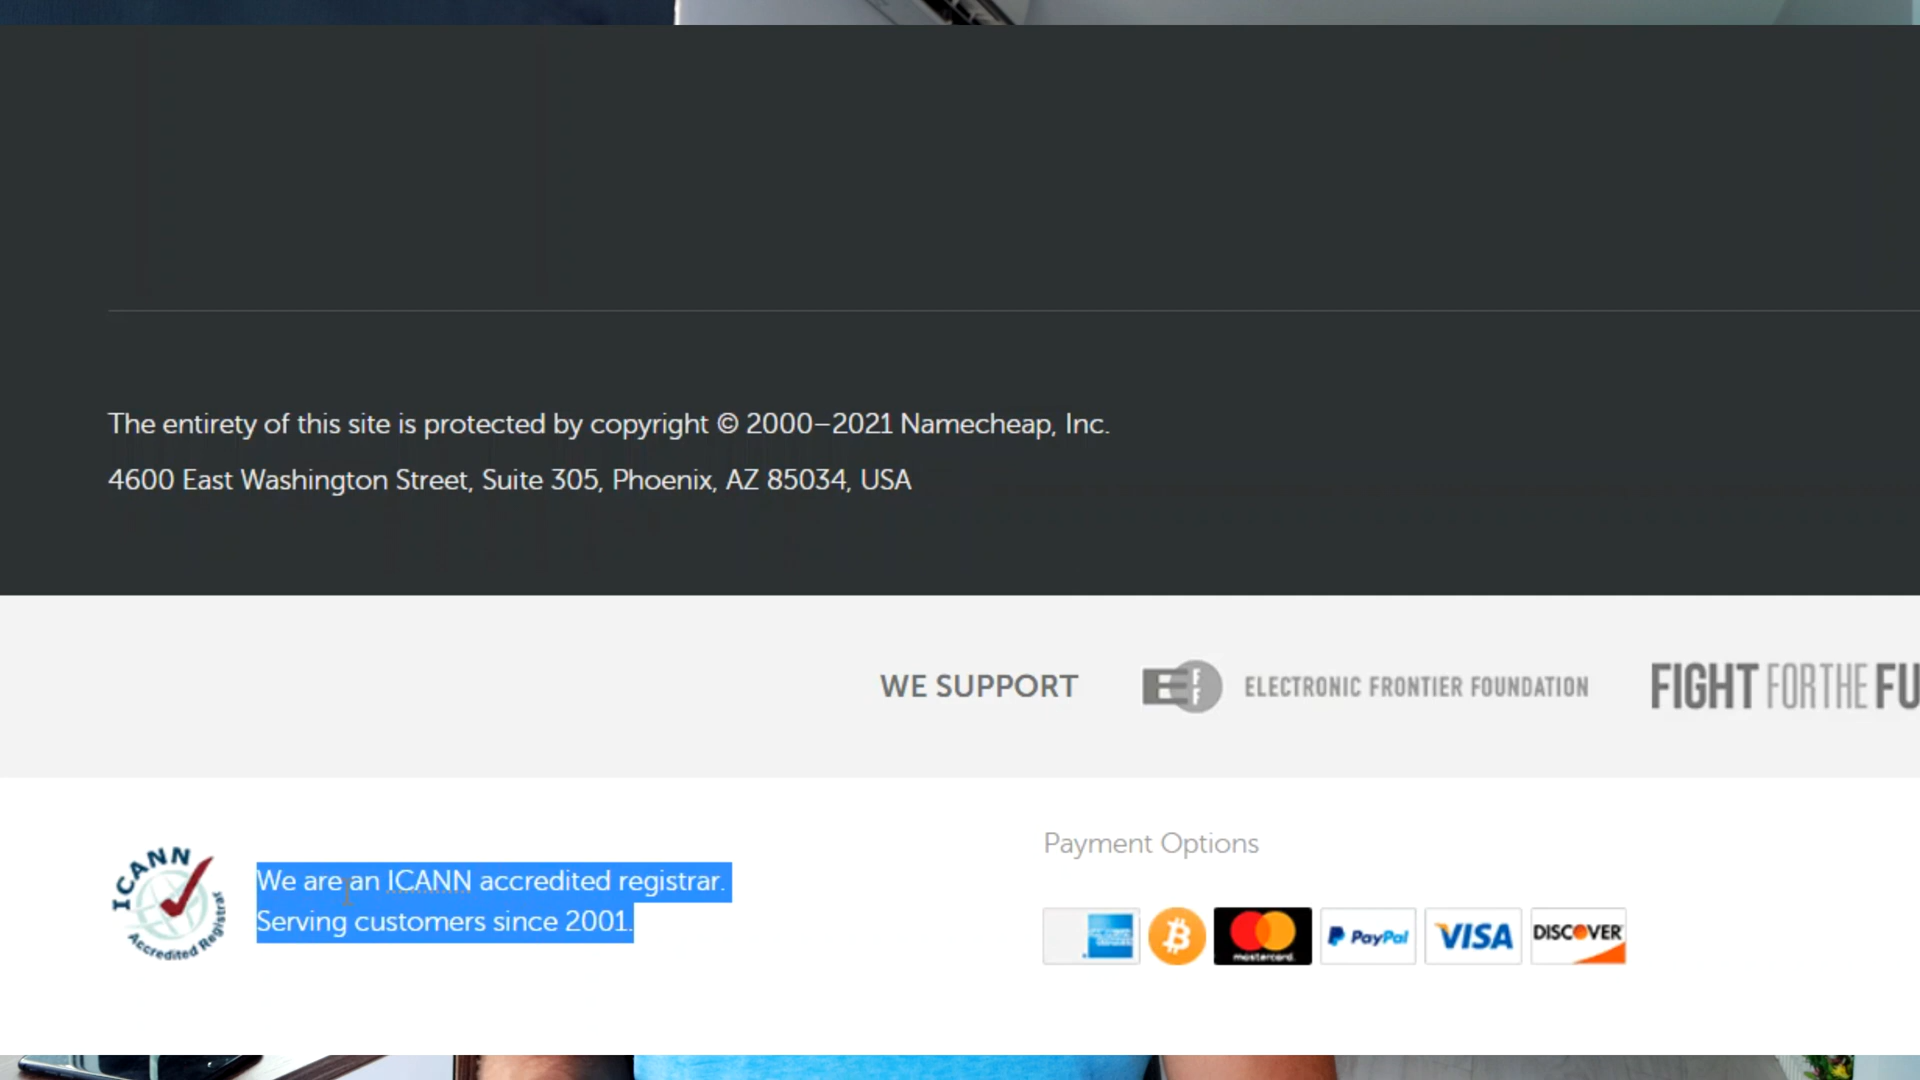 The entirety of this site is protected by copyright © 2000–2021 Namecheap, Inc.
4600 East Washington Street, Suite 305, Phoenix, AZ 85034, USA
WE SUPPORT
EFF
ELECTRONIC FRONTIER FOUNDATION
FIGHT FOR THE FU
ICANN
Accredited Registrar
We are an ICANN accredited registrar.
Serving customers since 2001.
Payment Options
mastercard.
PayPal
VISA
DISCOVER